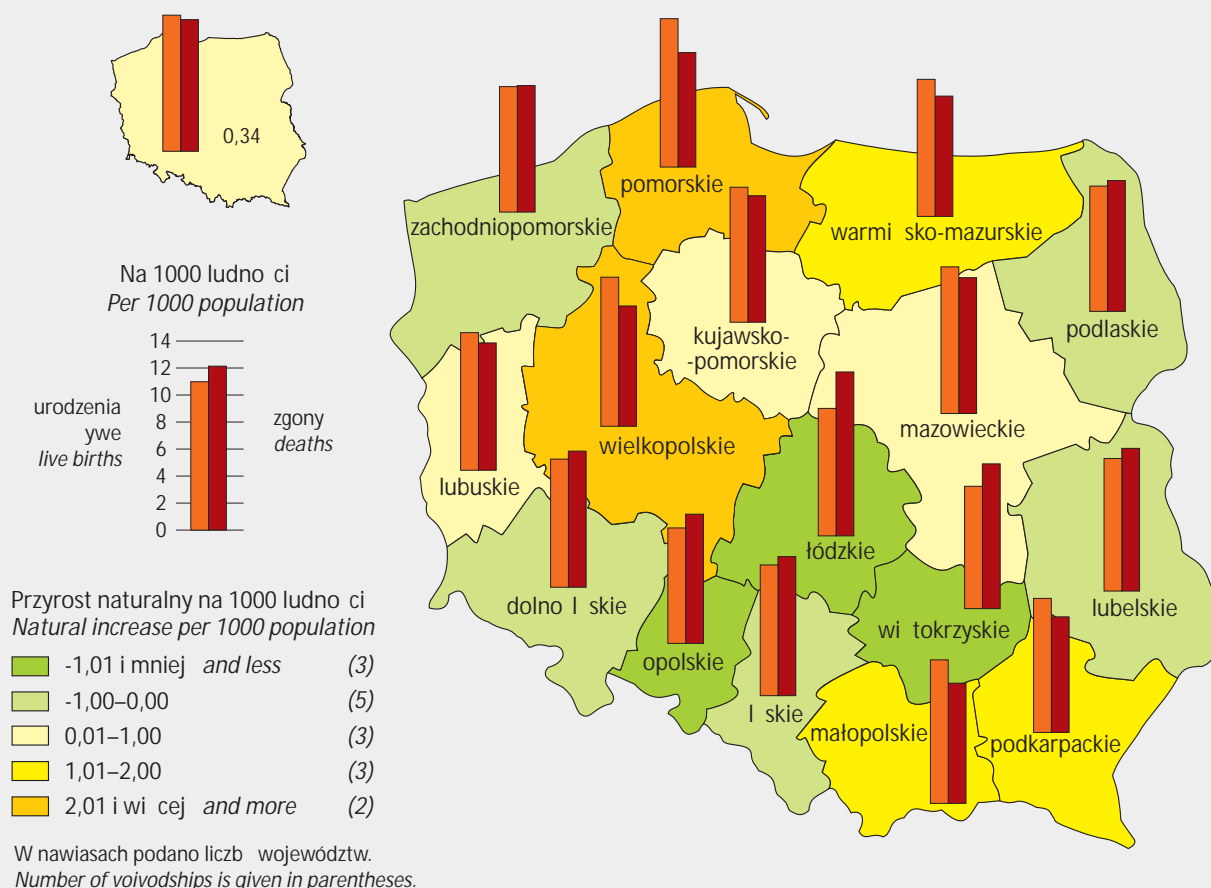 0,34
pomorskie
zachodniopomorskie
warmi sko-mazurskie
Na 1000 ludno ci
Per 1000 population
podlaskie
kujawsko-
-pomorskie
14
12
10
8
6
4
2
0
urodzenia
ywe
live births
zgony
deaths
wielkopolskie
mazowieckie
lubuskie
łódzkie
dolno l skie
lubelskie
wi tokrzyskie
opolskie
l skie
małopolskie
podkarpackie
Przyrost naturalny na 1000 ludno ci
Natural increase per 1000 population
-1,01 i mniej and less (3)
-1,00–0,00 (5)
0,01–1,00 (3)
1,01–2,00 (3)
2,01 i wi cej and more (2)
W nawiasach podano liczb województw.
Number of voivodships is given in parentheses.